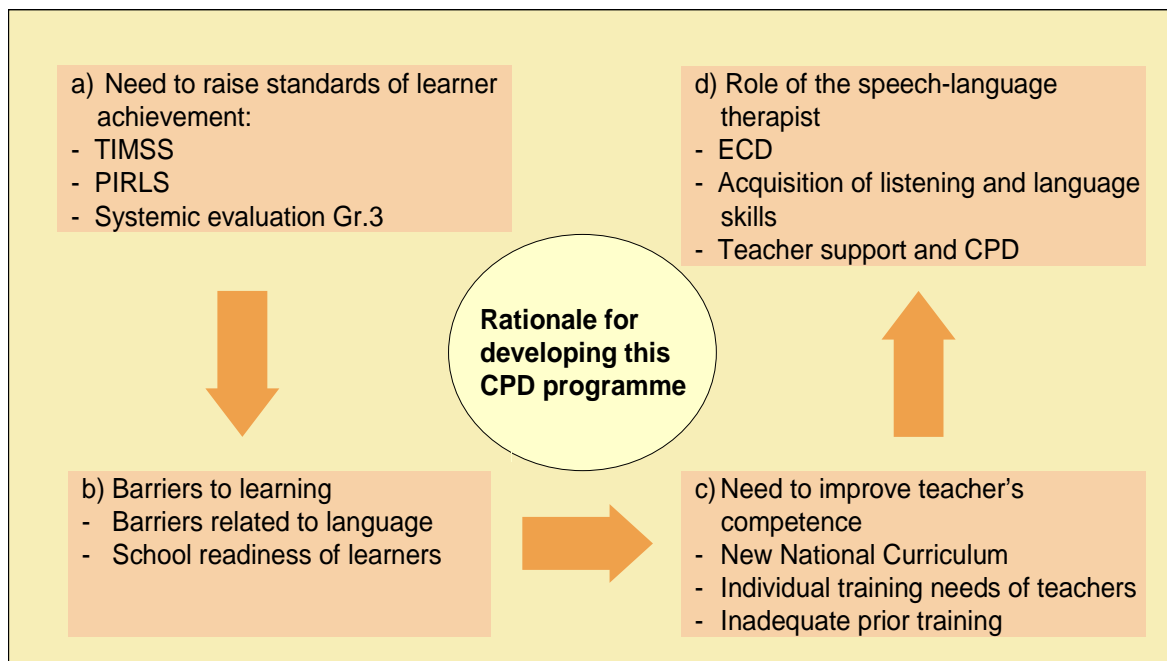 a) Need to raise standards of learner
achievement:
- TIMSS
- PIRLS
- Systemic evaluation Gr.3
b) Barriers to learning
- Barriers related to language
- School readiness of learners
Rationale for
developing this
CPD programme
c) Need to improve teacher’s
competence
- New National Curriculum
- Individual training needs of teachers
- Inadequate prior training
d) Role of the speech-language
therapist
- ECD
- Acquisition of listening and language
skills
- Teacher support and CPD